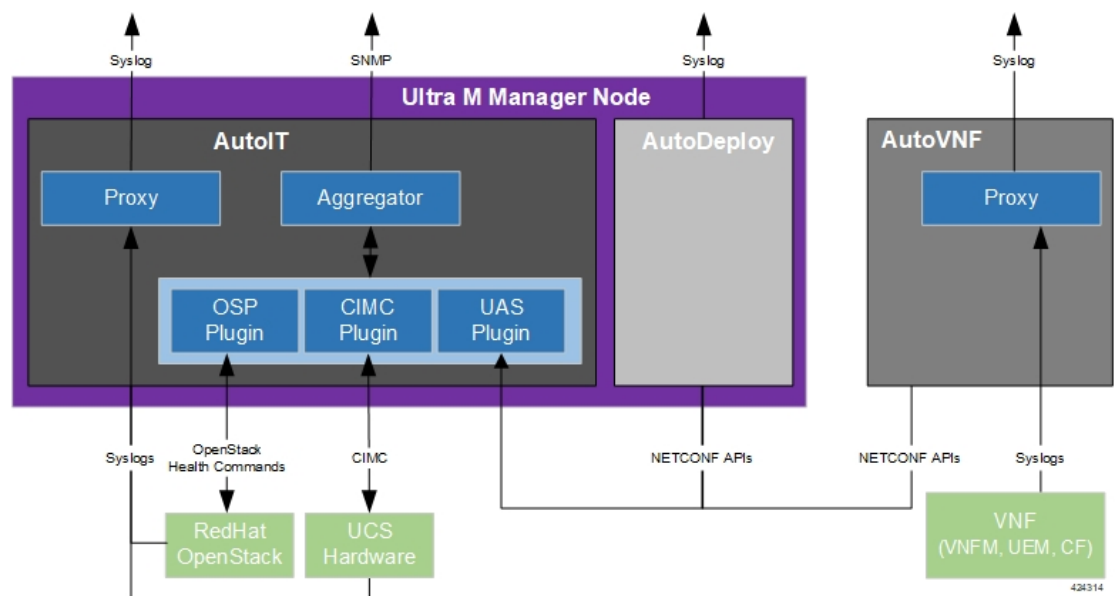 Syslog
SNMP
Syslog
Syslog
Ultra M Manager Node
AutoIT
AutoDeploy
AutoVNF
Proxy
Aggregator
Proxy
OSP
Plugin
CIMC
Plugin
UAS
Plugin
Syslogs
OpenStack
Health Commands
CIMC
NETCONF APIs
NETCONF APIs
Syslogs
RedHat
OpenStack
UCS
Hardware
VNF
(VNFM, UEM, CF)
424314